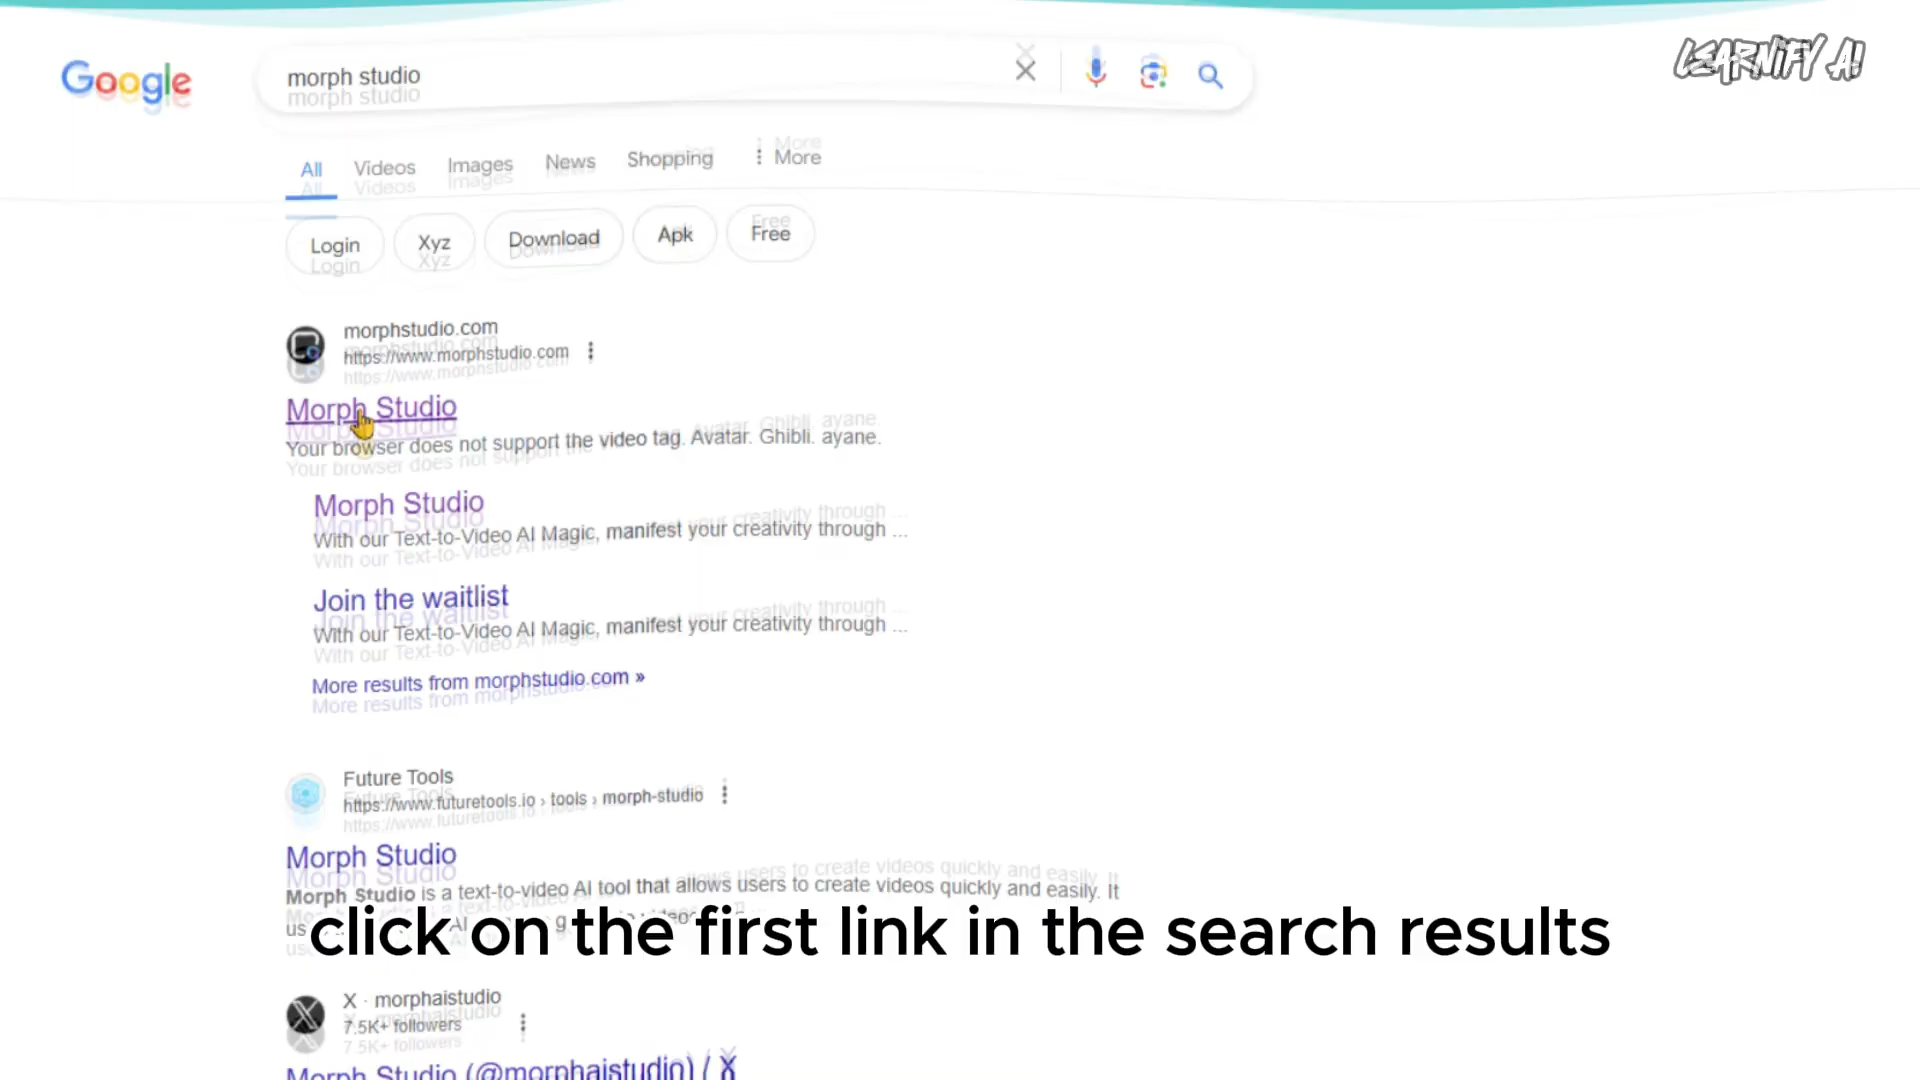 Google
morph studio
LEARNIFY AI
All Videos Images News Shopping More
Login Xyz Download Apk Free
morphstudio.com
https://www.morphstudio.com
Morph Studio
Your browser does not support the video tag. Avatar. Ghibli. ayane.
Morph Studio
With our Text-to-Video AI Magic, manifest your creativity through ...
Join the waitlist
With our Text-to-Video AI Magic, manifest your creativity through ...
More results from morphstudio.com »
Future Tools
https://www.futuretools.io › tools › morph-studio
Morph Studio
Morph Studio is a text-to-video AI tool that allows users to create videos quickly and easily. It
click on the first link in the search results
X · morphaistudio
7.5K+ followers
Morph Studio (@morphaistudio) / X